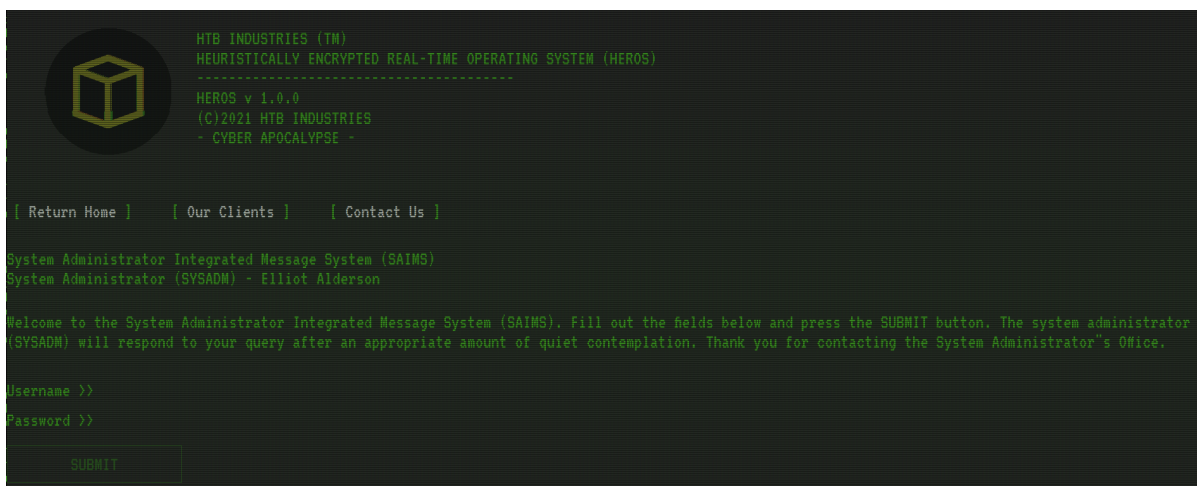 HTB INDUSTRIES (TM)
HEURISTICALLY ENCRYPTED REAL-TIME OPERATING SYSTEM (HEROS)
----------------------------------------
HEROS v 1.0.0
(C)2021 HTB INDUSTRIES
- CYBER APOCALYPSE -
[ Return Home ] [ Our Clients ] [ Contact Us ]
System Administrator Integrated Message System (SAIMS)
System Administrator (SYSADM) - Elliot Alderson
Welcome to the System Administrator Integrated Message System (SAIMS). Fill out the fields below and press the SUBMIT button. The system administrator
(SYSADM) will respond to your query after an appropriate amount of quiet contemplation. Thank you for contacting the System Administrator"s Office.
Username >>
Password >>
SUBMIT